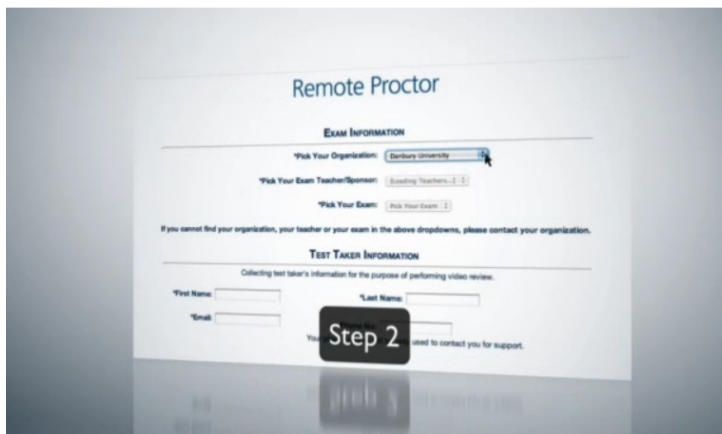 Remote Proctor
EXAM INFORMATION
*Pick Your Organization: Danbury University
*Pick Your Exam Teacher/Sponsor: [Loading Teachers...]
*Pick Your Exam: Pick Your Exam
If you cannot find your organization, your teacher or your exam in the above dropdowns, please contact your organization.
TEST TAKER INFORMATION
Collecting test taker's information for the purpose of performing video review.
*First Name: *Last Name:
*Email:
Step 2
You used to contact you for support.